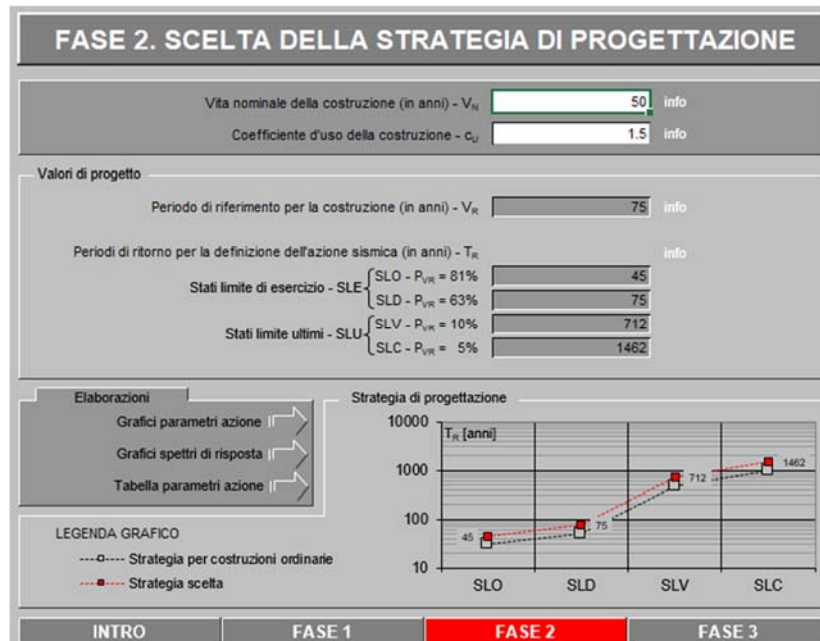 FASE 2. SCELTA DELLA STRATEGIA DI PROGETTAZIONE
Vita nominale della costruzione (in anni) - VN 50 info
Coefficiente d'uso della costruzione - cU 1.5 info
Valori di progetto
Periodo di riferimento per la costruzione (in anni) - VR 75 info
Periodi di ritorno per la definizione dell'azione sismica (in anni) - TR info
Stati limite di esercizio - SLE
SLO - PVR = 81% 45
SLD - PVR = 63% 75
Stati limite ultimi - SLU
SLV - PVR = 10% 712
SLC - PVR = 5% 1462
Elaborazioni
Grafici parametri azione
Grafici spettri di risposta
Tabella parametri azione
LEGENDA GRAFICO
Strategia per costruzioni ordinarie
Strategia scelta
Strategia di progettazione
TR [anni]
10000
1000
100
10
45
75
712
1462
SLO SLD SLV SLC
INTRO FASE 1 FASE 2 FASE 3